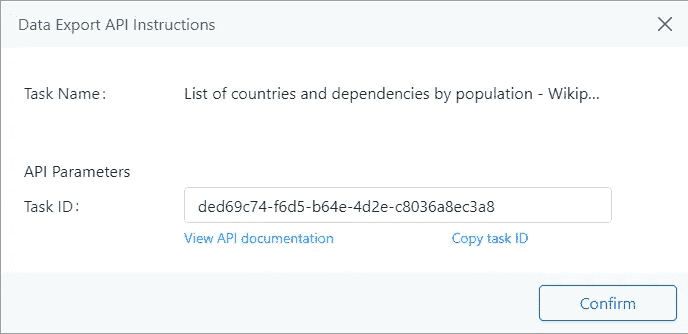 Data Export API Instructions
Task Name: List of countries and dependencies by population - Wikip...
API Parameters
Task ID: ded69c74-f6d5-b64e-4d2e-c8036a8ec3a8
View API documentation Copy task ID
Confirm